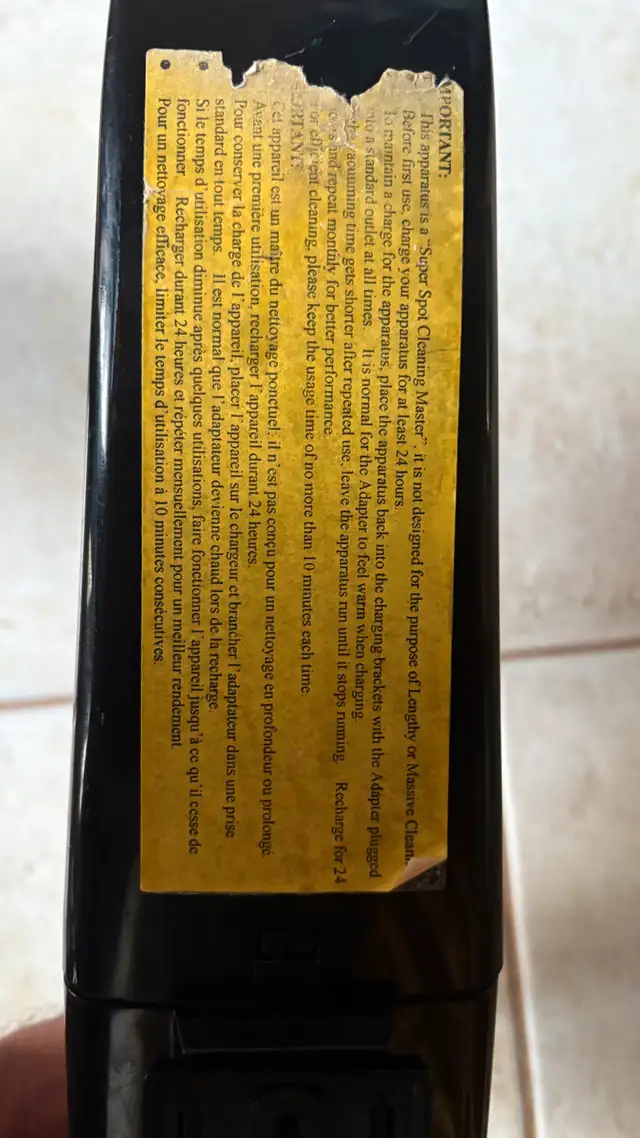 IMPORTANT:
This apparatus is a "Super Spot Cleaning Master"; it is not designed for the purpose of Lengthy or Massive
Before first use, charge your apparatus for at least 24 hours.
To maintain a charge for the apparatus, place the apparatus back into the charging brackets with the Adapter plugged
a standard outlet at all times. It is normal for the Adapter to feel warm when charging.
vacuuming time gets shorter after repeated use, leave the apparatus run until it stops running. Recharge for 24
and repeat monthly for better performance.
For efficient cleaning, please keep the usage time of no more than 10 minutes each time.
Cet appareil est un maître du nettoyage ponctuel; il n'est pas conçu pour un nettoyage en profondeur ou prolongé.
Avant une première utilisation, recharger l'appareil durant 24 heures.
Pour conserver la charge de l'appareil, placer l'appareil sur le chargeur et brancher l'adaptateur dans une prise
standard en tout temps. Il est normal que l'adaptateur devienne chaud lors de la recharge.
Si le temps d'utilisation diminue après quelques utilisations, faire fonctionner l'appareil jusqu'à ce qu'il cesse de
fonctionner. Recharger durant 24 heures et répéter mensuellement pour un meilleur rendement.
Pour un nettoyage efficace, limiter le temps d'utilisation à 10 minutes consécutives.